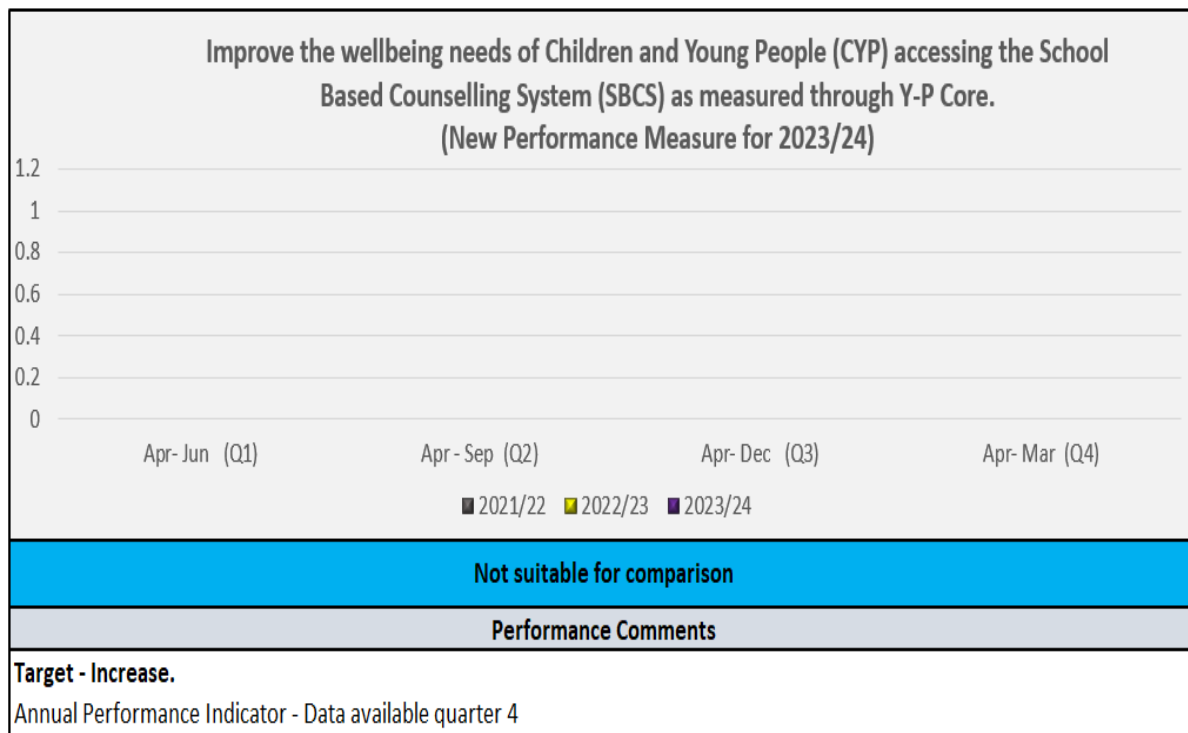 Improve the wellbeing needs of Children and Young People (CYP) accessing the School
Based Counselling System (SBCS) as measured through Y-P Core.
(New Performance Measure for 2023/24)
1.2
1
0.8
0.6
0.4
0.2
0
Apr- Jun (Q1) Apr - Sep (Q2) Apr- Dec (Q3) Apr- Mar (Q4)
2021/22 2022/23 2023/24
Not suitable for comparison
Performance Comments
Target - Increase.
Annual Performance Indicator - Data available quarter 4